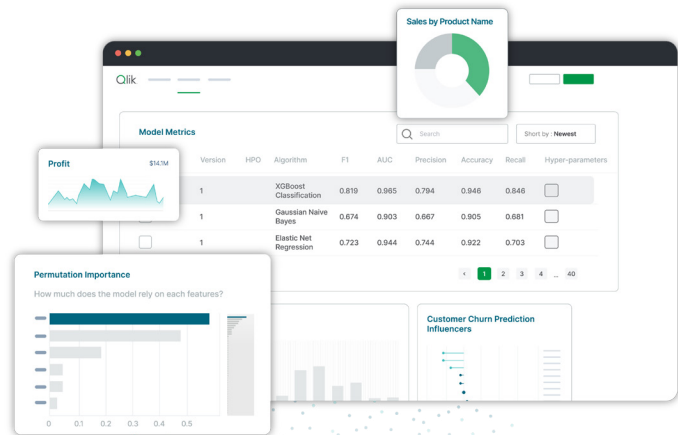 Sales by Product Name
Qlik
Model Metrics
Search
Short by : Newest
Profit
$14.1M
Version HPO Aigorithm F1 AUC Precision Accuracy Recall Hyper-parameters
1 XGBoost Classification 0.819 0.965 0.794 0.946 0.846
1 Gaussian Naive Bayes 0.674 0.903 0.667 0.905 0.681
1 Elastic Net Regression 0.723 0.944 0.744 0.922 0.703
‹ 1 2 3 4 .. 40
Permutation Importance
How much does the model rely on each features?
0 0.1 0.2 0.3 0.4 0.5
Customer Churn Prediction
Influencers